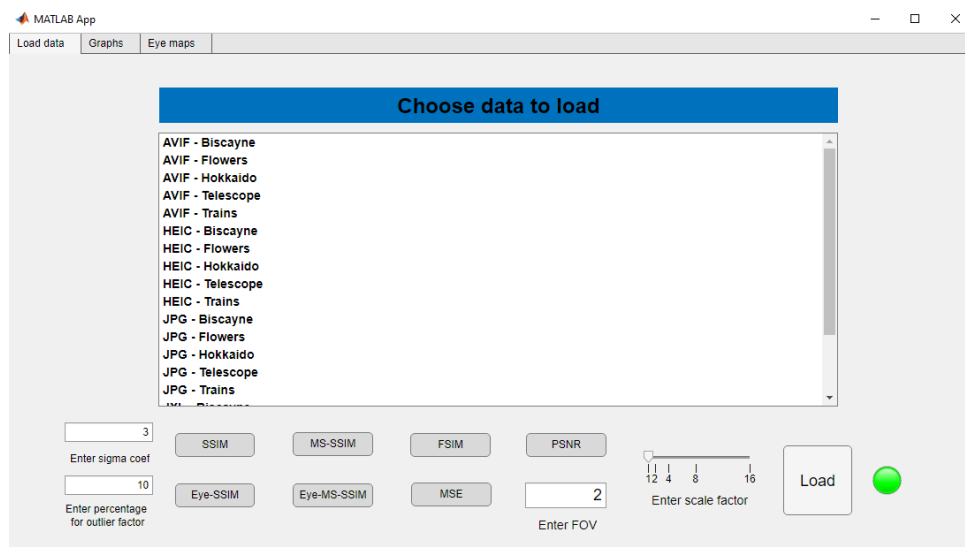 MATLAB App
Load data Graphs Eye maps
Choose data to load
AVIF - Biscayne
AVIF - Flowers
AVIF - Hokkaido
AVIF - Telescope
AVIF - Trains
HEIC - Biscayne
HEIC - Flowers
HEIC - Hokkaido
HEIC - Telescope
HEIC - Trains
JPG - Biscayne
JPG - Flowers
JPG - Hokkaido
JPG - Telescope
JPG - Trains
3
Enter sigma coef
SSIM MS-SSIM FSIM PSNR
10
Enter percentage
for outlier factor
Eye-SSIM Eye-MS-SSIM MSE 2
Enter FOV
1 2 4 8 16
Enter scale factor
Load